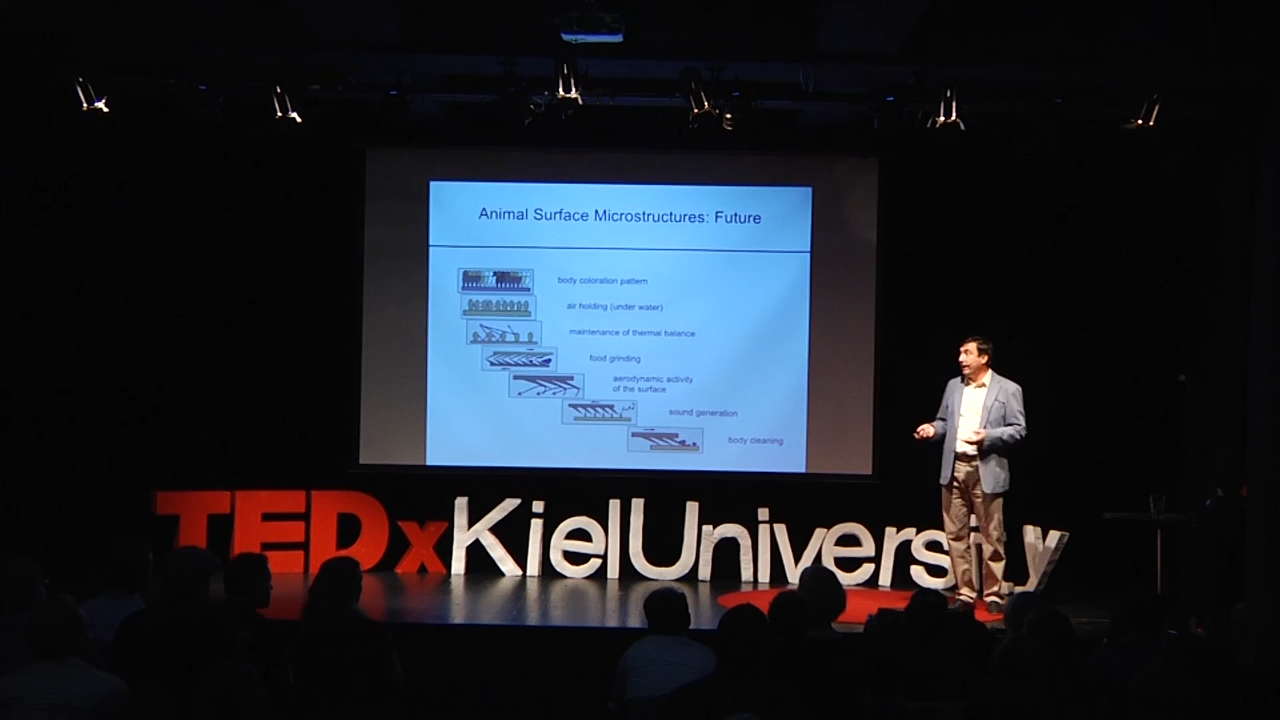 Animal Surface Microstructures: Future
body coloration pattern
air holding (under water)
maintenance of thermal balance
food grinding
aerodynamic activity
of the surface
sound generation
body cleaning
TEDxKielUniversity